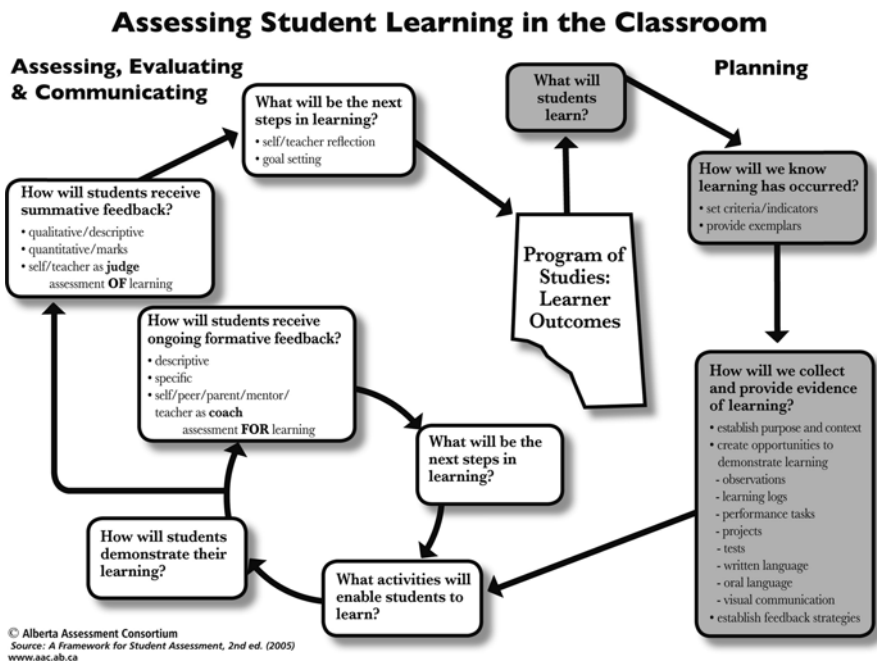 Assessing Student Learning in the Classroom
Assessing, Evaluating
& Communicating
Planning
What will be the next
steps in learning?
• self/teacher reflection
• goal setting
What will
students
learn?
How will we know
learning has occurred?
• set criteria/indicators
• provide exemplars
How will students receive
summative feedback?
• qualitative/descriptive
• quantitative/marks
• self/teacher as judge
assessment OF learning
Program of
Studies:
Learner
Outcomes
How will students receive
ongoing formative feedback?
• descriptive
• specific
• self/peer/parent/mentor/
teacher as coach
assessment FOR learning
How will we collect
and provide evidence
of learning?
• establish purpose and context
• create opportunities to
demonstrate learning
- observations
- learning logs
- performance tasks
- projects
- tests
- written language
- oral language
- visual communication
• establish feedback strategies
What will be the
next steps in
learning?
How will students
demonstrate their
learning?
What activities will
enable students to
learn?
© Alberta Assessment Consortium
Source: A Framework for Student Assessment, 2nd ed. (2005)
www.aac.ab.ca